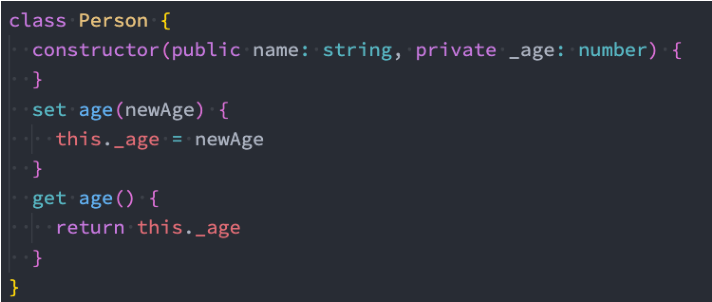 class Person {
  constructor(public name: string, private _age: number) {
  }
  set age(newAge) {
    this._age = newAge
  }
  get age() {
    return this._age
  }
}